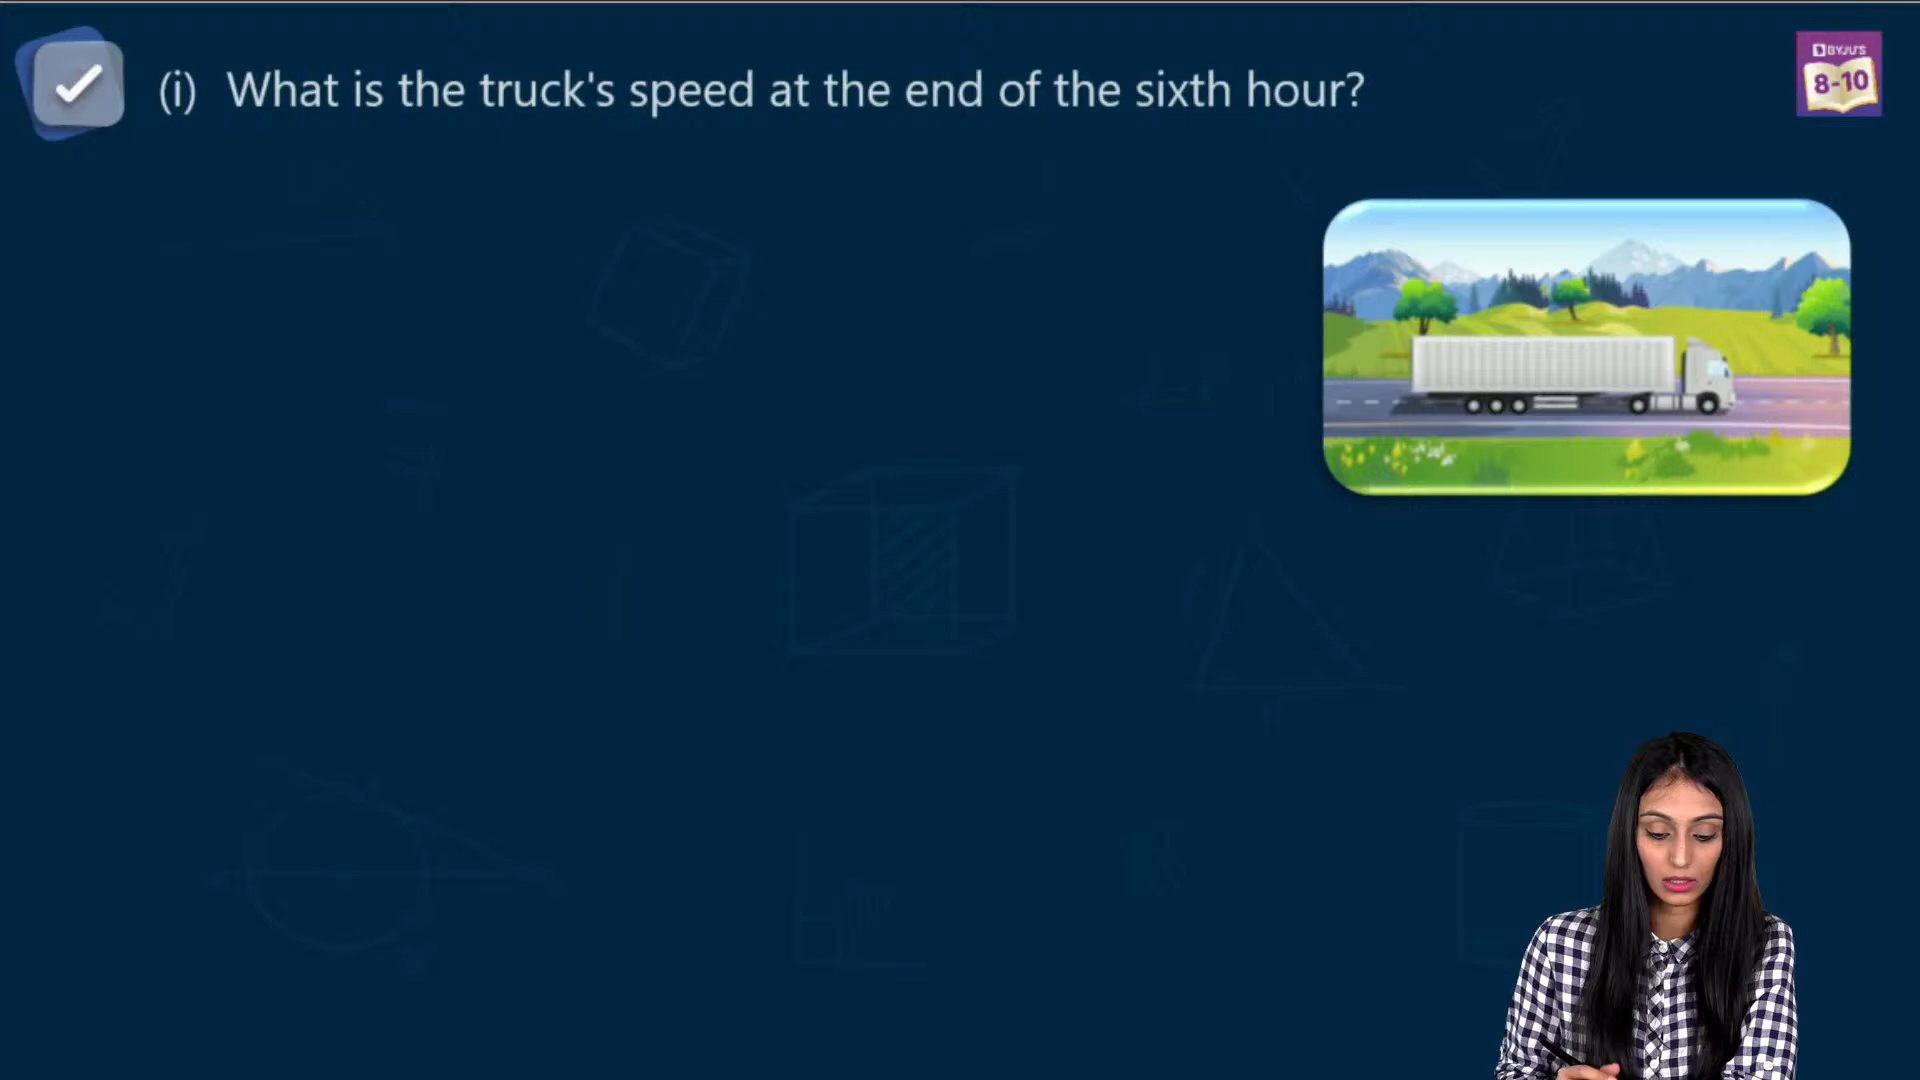 (i) What is the truck's speed at the end of the sixth hour?
BYJU'S
8-10